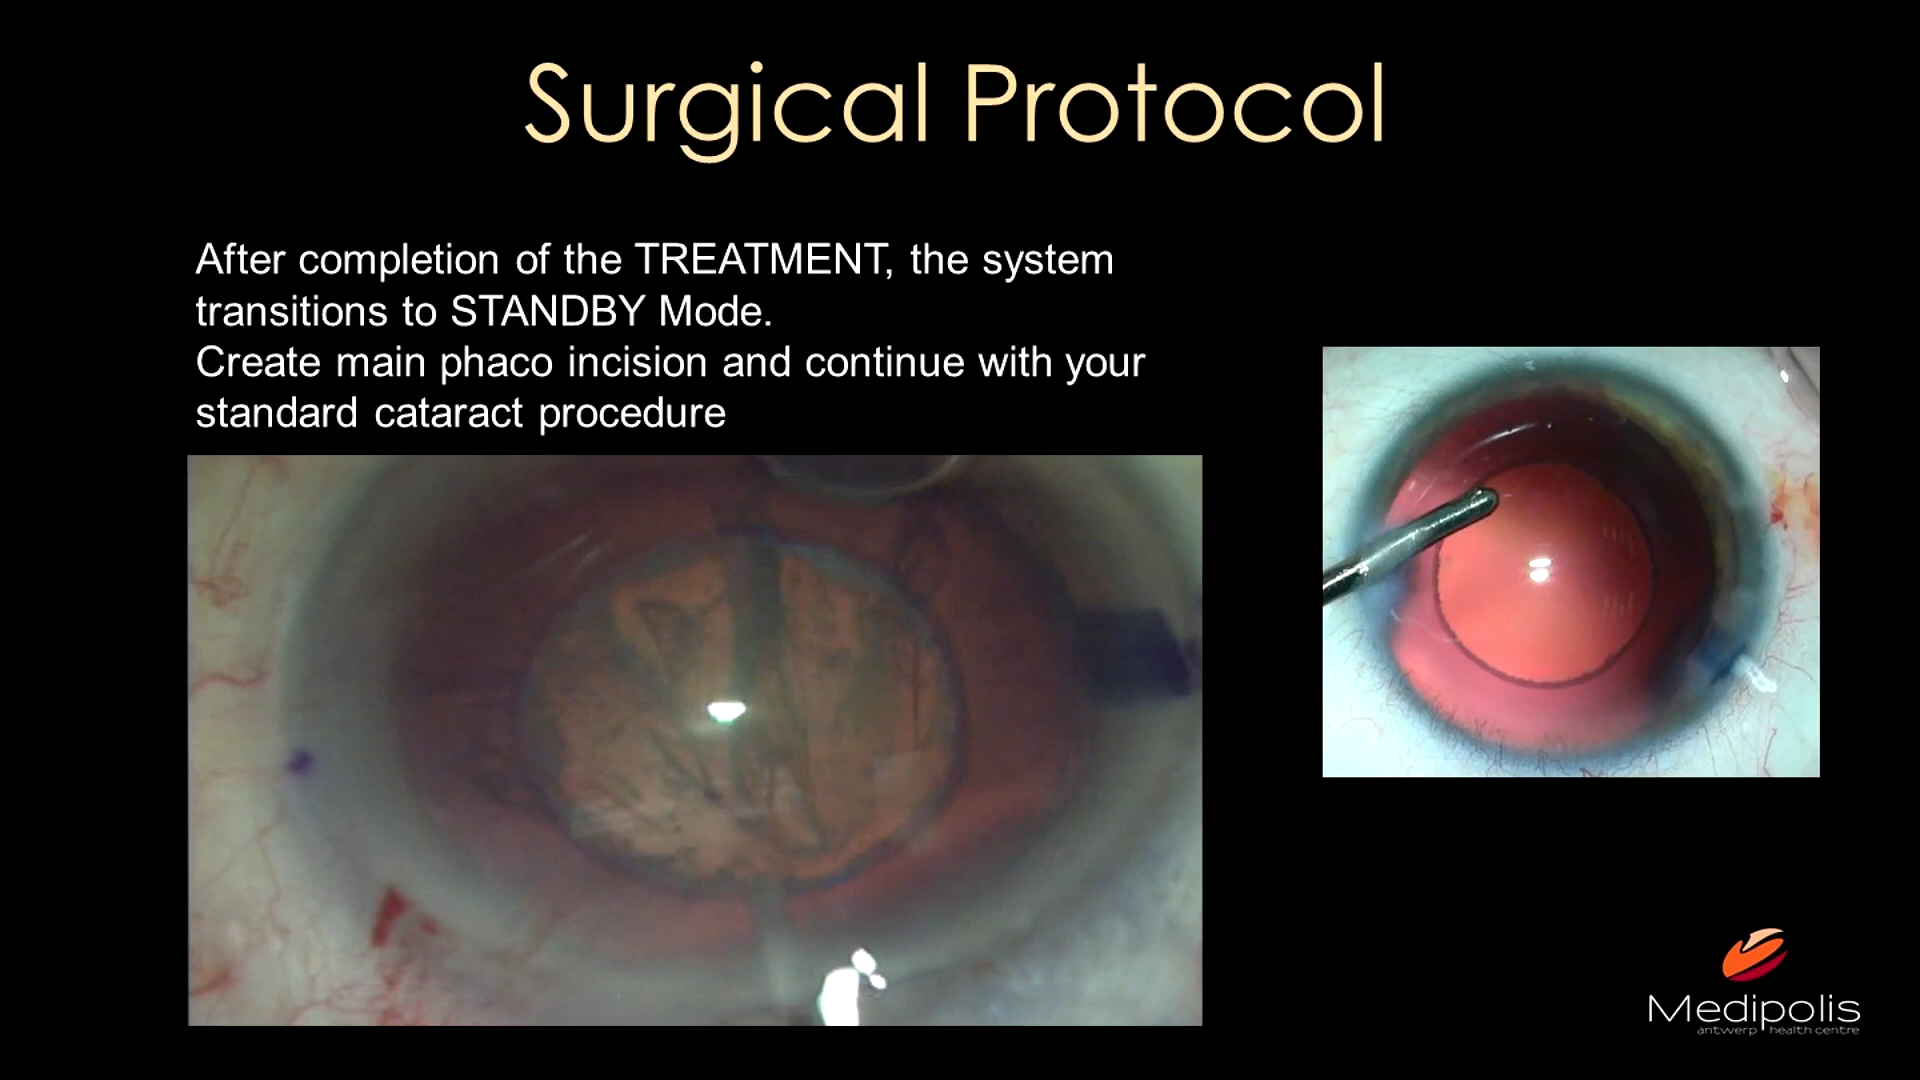 Surgical Protocol
After completion of the TREATMENT, the system
transitions to STANDBY Mode.
Create main phaco incision and continue with your
standard cataract procedure
Medipolis
antwerp health centre